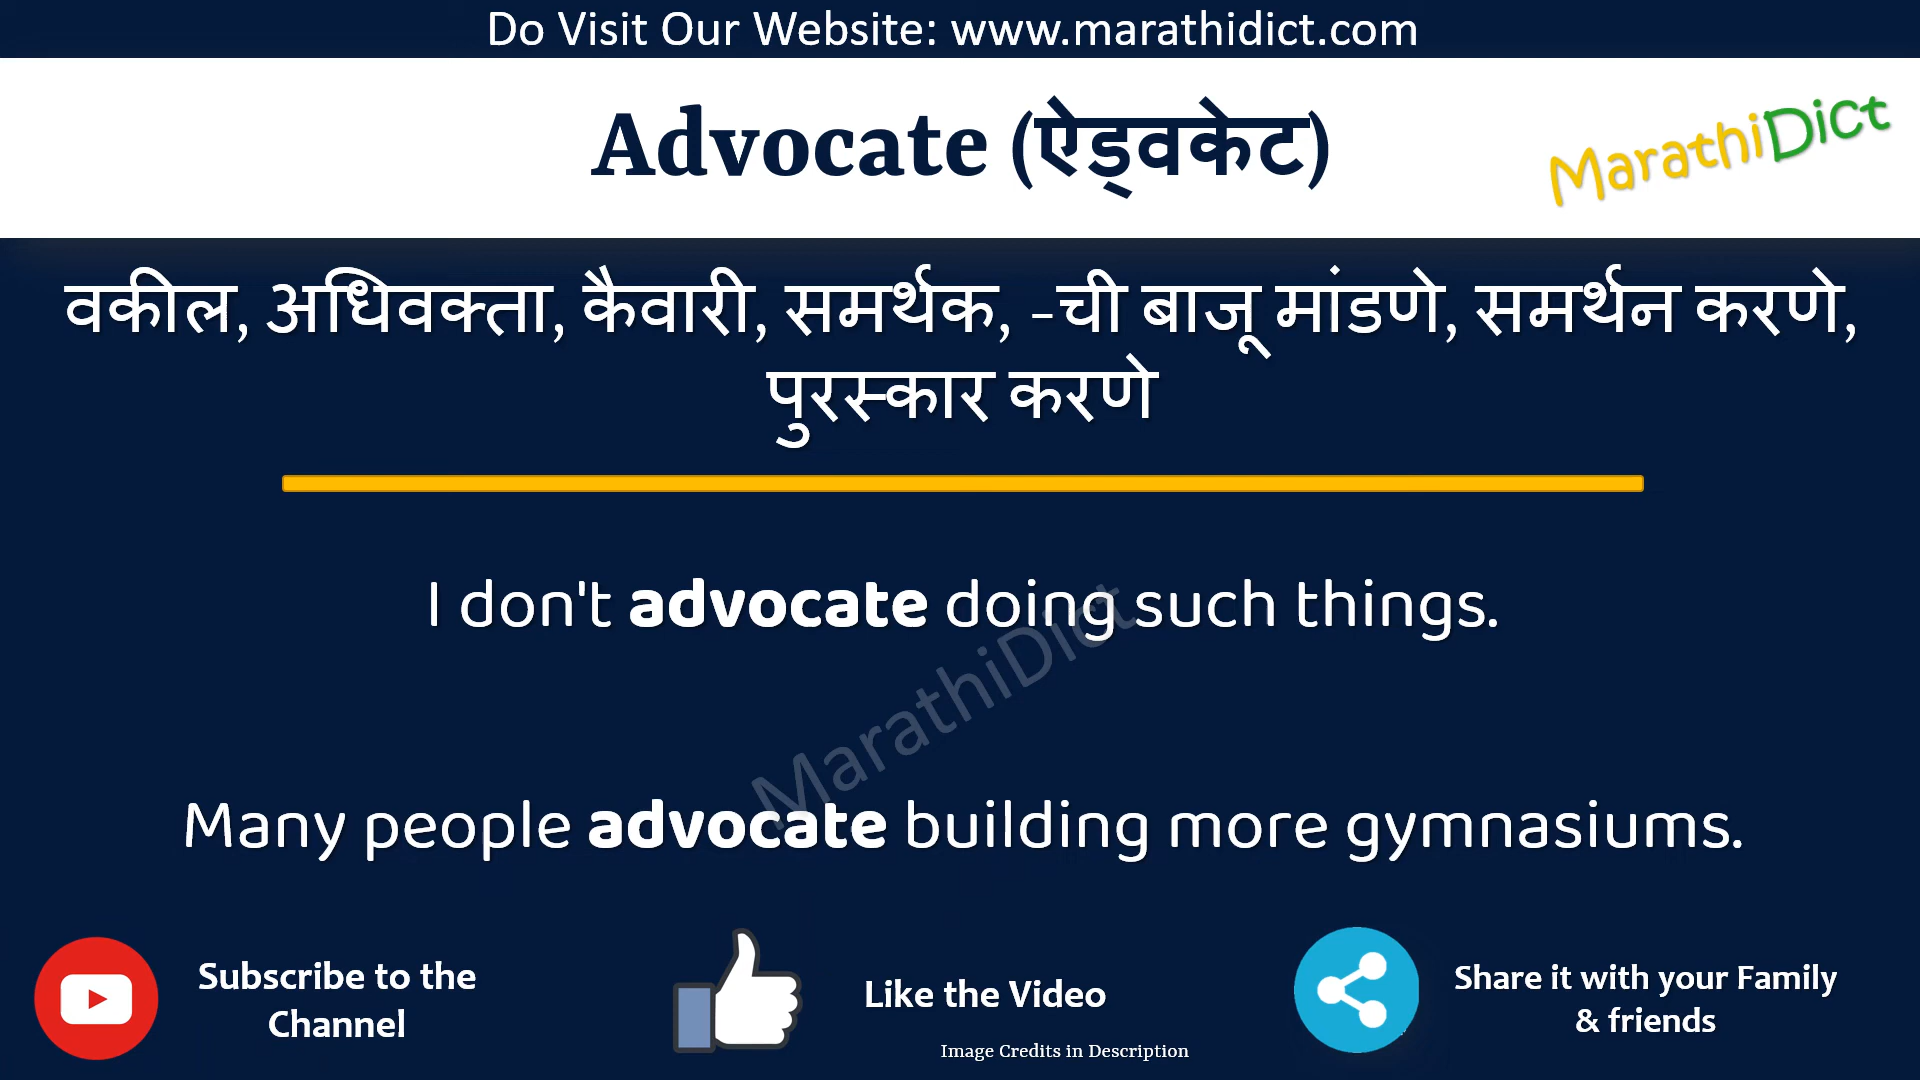 Do Visit Our Website: www.marathidict.com
Advocate (ऐड्वकेट)
MarathiDict
वकील, अधिवक्ता, कैवारी, समर्थक, -ची बाजू मांडणे, समर्थन करणे,
पुरस्कार करणे
I don't advocate doing such things.
MarathiDict
Many people advocate building more gymnasiums.
Subscribe to the
Channel
Like the Video
Share it with your Family
& friends
Image Credits in Description